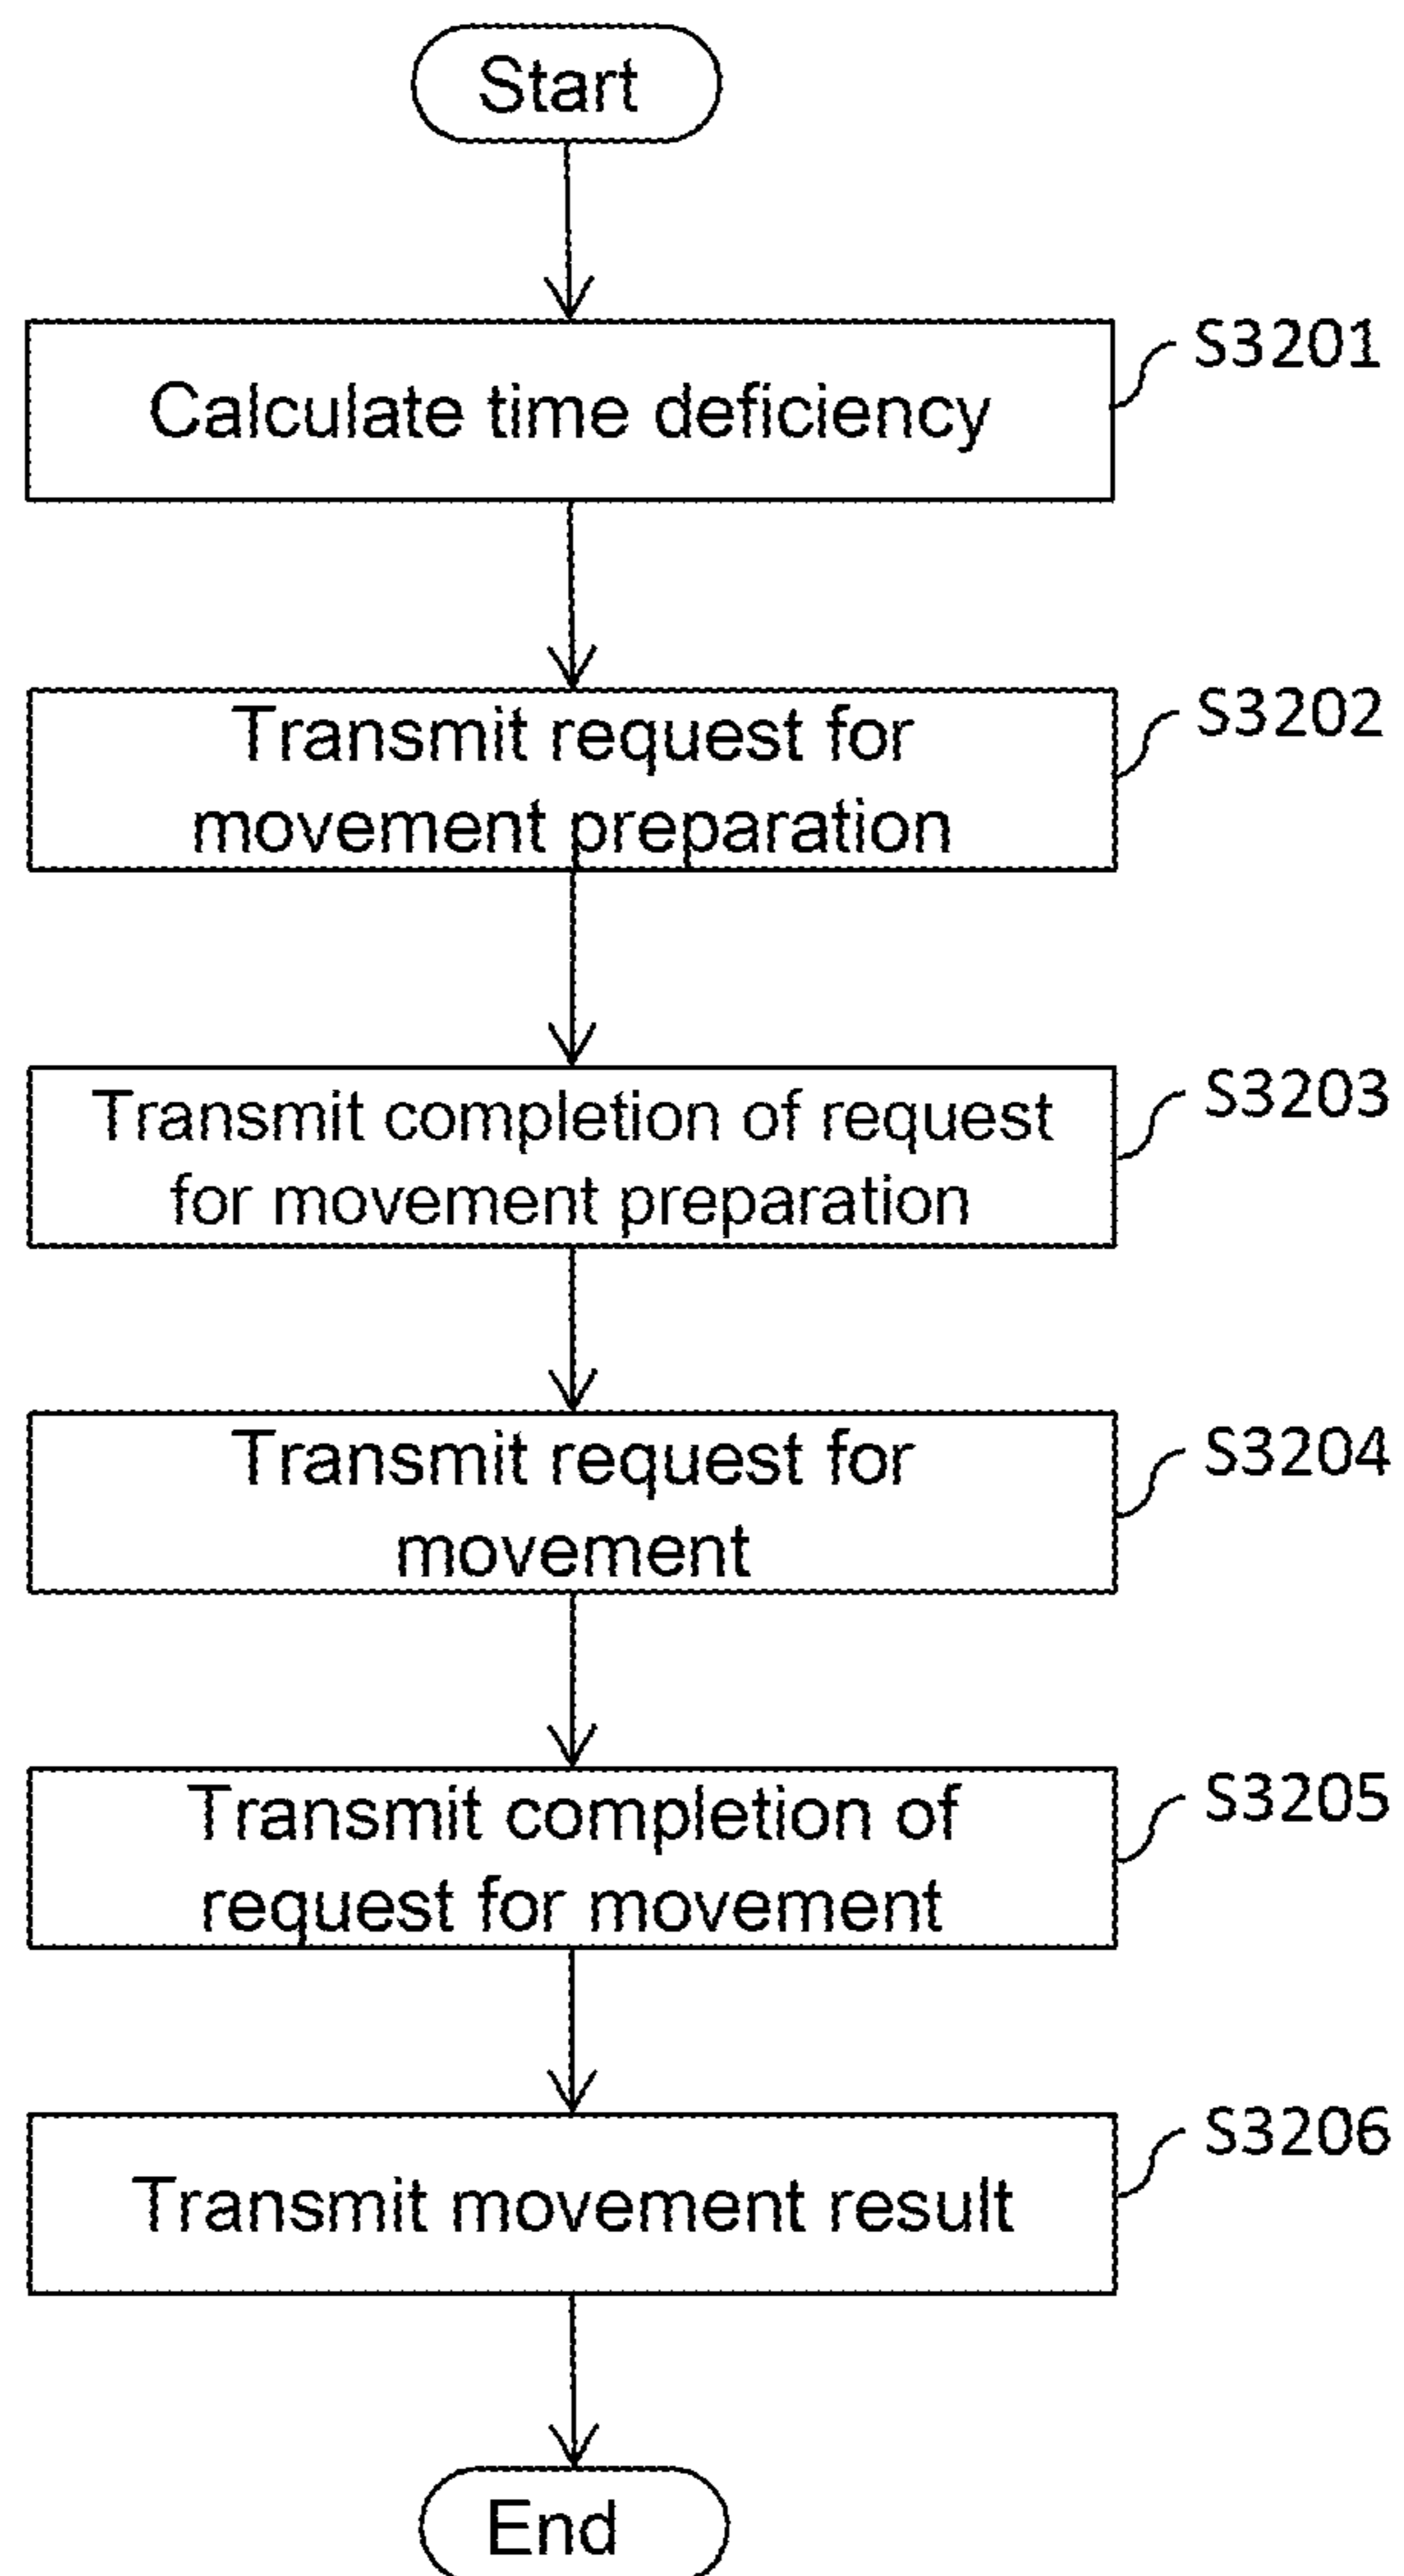 Start
Calculate time deficiency
S3201
Transmit request for
movement preparation
S3202
Transmit completion of request
for movement preparation
S3203
Transmit request for
movement
S3204
Transmit completion of
request for movement
S3205
Transmit movement result
S3206
End